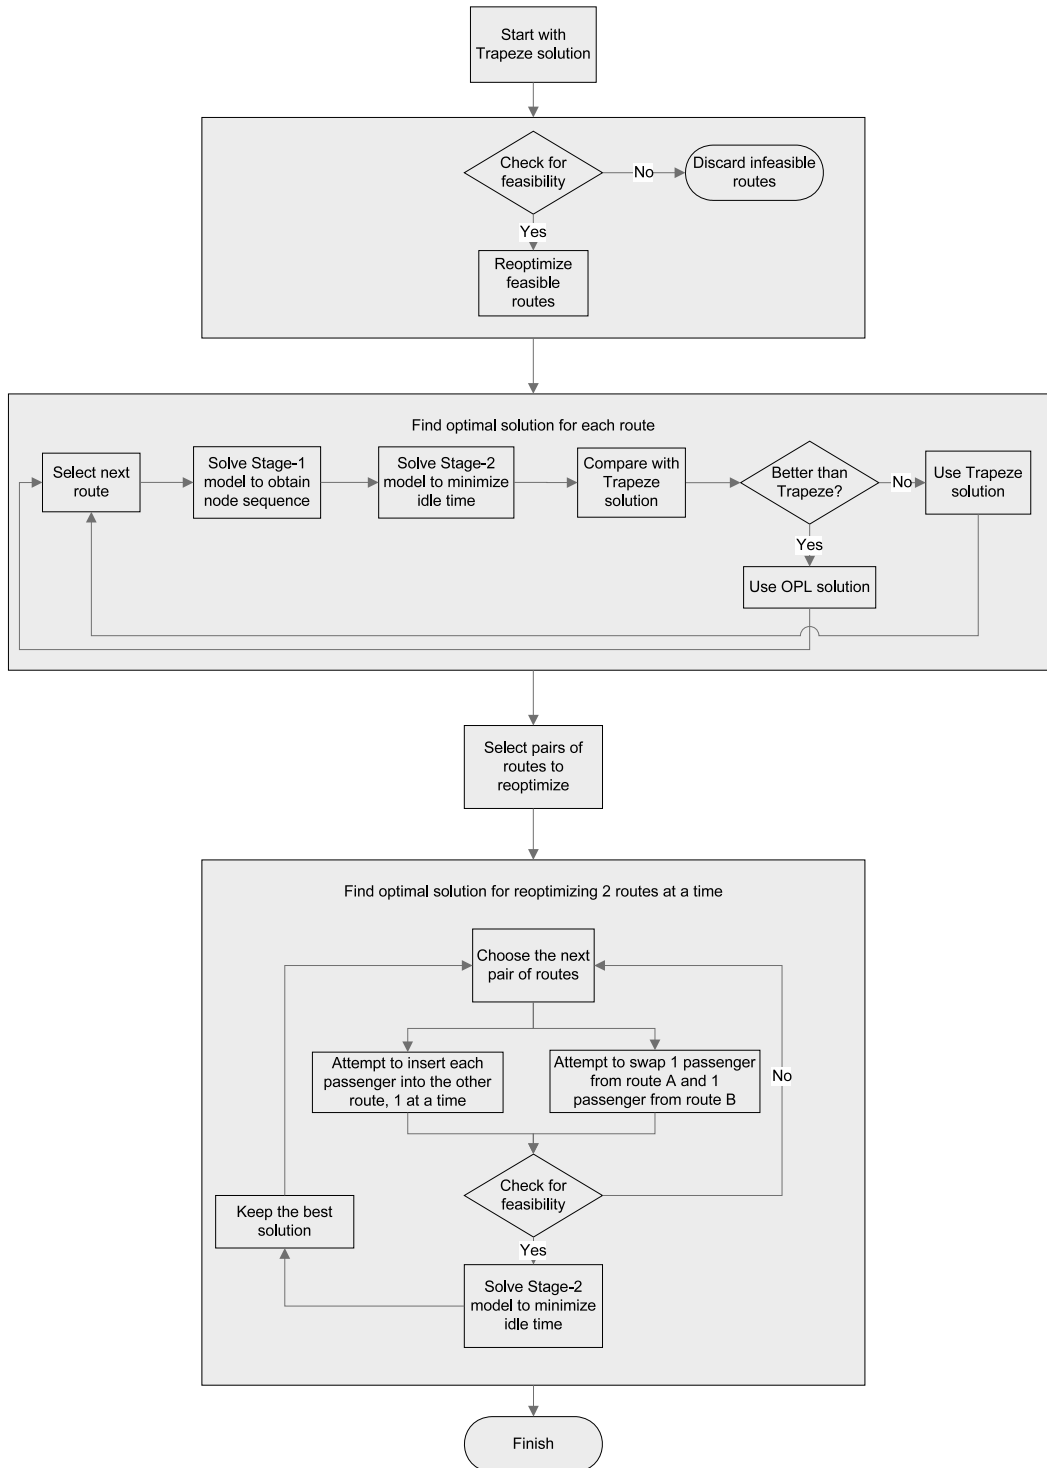 Start with
Trapeze solution
Check for
feasibility
No
Discard infeasible
routes
Yes
Reoptimize
feasible
routes
Find optimal solution for each route
Select next
route
Solve Stage-1
model to obtain
node sequence
Solve Stage-2
model to minimize
idle time
Compare with
Trapeze
solution
Better than
Trapeze?
No
Use Trapeze
solution
Yes
Use OPL solution
Select pairs of
routes to
reoptimize
Find optimal solution for reoptimizing 2 routes at a time
Choose the next
pair of routes
Attempt to insert each
passenger into the other
route, 1 at a time
Attempt to swap 1 passenger
from route A and 1
passenger from route B
No
Check for
feasibility
Keep the best
solution
Yes
Solve Stage-2
model to minimize
idle time
Finish